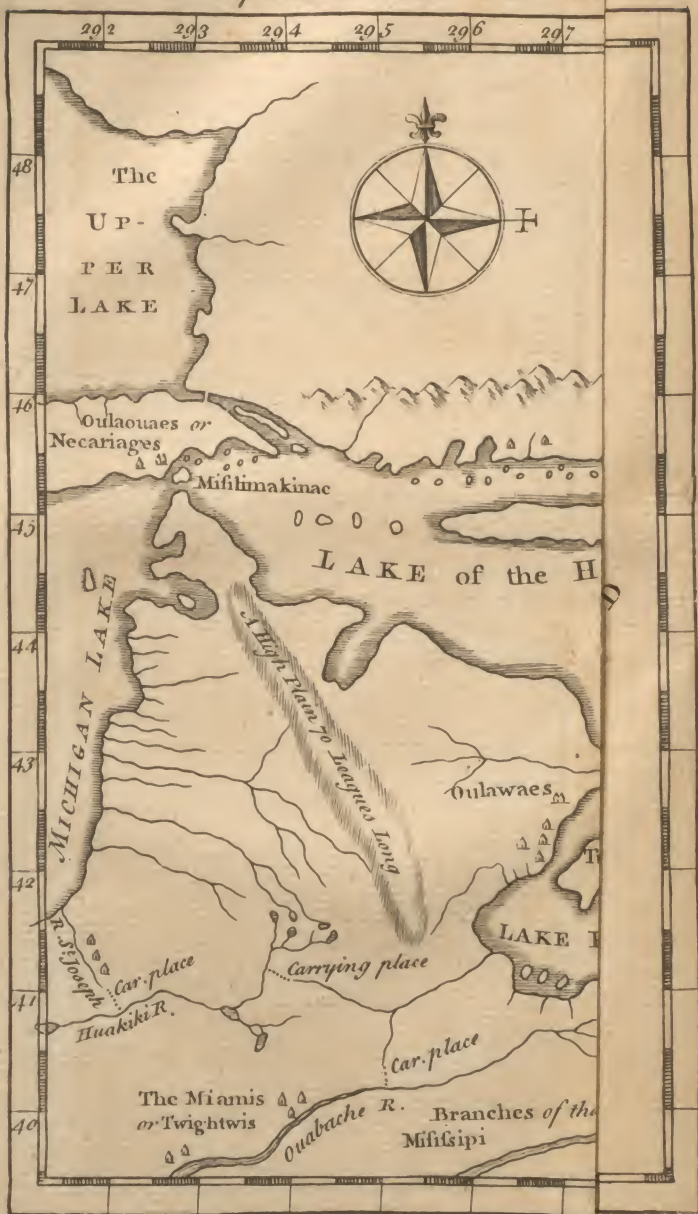 292 293 294 295 296 297
48
The
UP-
PER
LAKE
47
46
Oulaouaes or
Necariages
Misilimakinac
45
LAKE of the H
D
MICHIGAN LAKE
44
A High Plain 70 Leagues Long
43
Oulawaes
42
T
LAKE
R. St. Joseph
Car. place
Carrying place
41
Huakiki R.
Car. place
The Miamis
or Twightwis
Ouabache R.
Branches of the
Missisipi
40